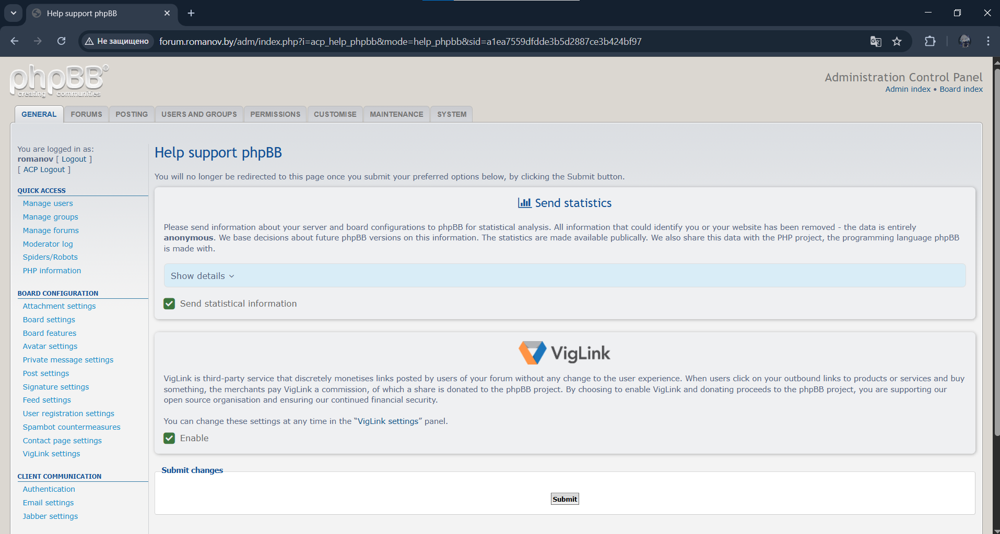 Help support phpBB
Не защищено
forum.romanov.by/adm/index.php?i=acp_help_phpbb&mode=help_phpbb&sid=a1ea7559dfdde3b5d2887ce3b424bf97
phpBB®
creating communities
Administration Control Panel
Admin index • Board index
GENERAL
FORUMS
POSTING
USERS AND GROUPS
PERMISSIONS
CUSTOMISE
MAINTENANCE
SYSTEM
You are logged in as:
romanov [ Logout ]
[ ACP Logout ]
QUICK ACCESS
Manage users
Manage groups
Manage forums
Moderator log
Spiders/Robots
PHP information
BOARD CONFIGURATION
Attachment settings
Board settings
Board features
Avatar settings
Private message settings
Post settings
Signature settings
Feed settings
User registration settings
Spambot countermeasures
Contact page settings
VigLink settings
CLIENT COMMUNICATION
Authentication
Email settings
Jabber settings
Help support phpBB
You will no longer be redirected to this page once you submit your preferred options below, by clicking the Submit button.
Send statistics
Please send information about your server and board configurations to phpBB for statistical analysis. All information that could identify you or your website has been removed - the data is entirely
anonymous. We base decisions about future phpBB versions on this information. The statistics are made available publically. We also share this data with the PHP project, the programming language phpBB
is made with.
Show details
Send statistical information
VigLink
VigLink is third-party service that discretely monetises links posted by users of your forum without any change to the user experience. When users click on your outbound links to products or services and buy
something, the merchants pay VigLink a commission, of which a share is donated to the phpBB project. By choosing to enable VigLink and donating proceeds to the phpBB project, you are supporting our
open source organisation and ensuring our continued financial security.
You can change these settings at any time in the “VigLink settings” panel.
Enable
Submit changes
Submit